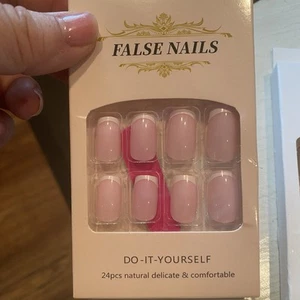 FALSE NAILS
DO-IT-YOURSELF
24pcs natural delicate & comfortable